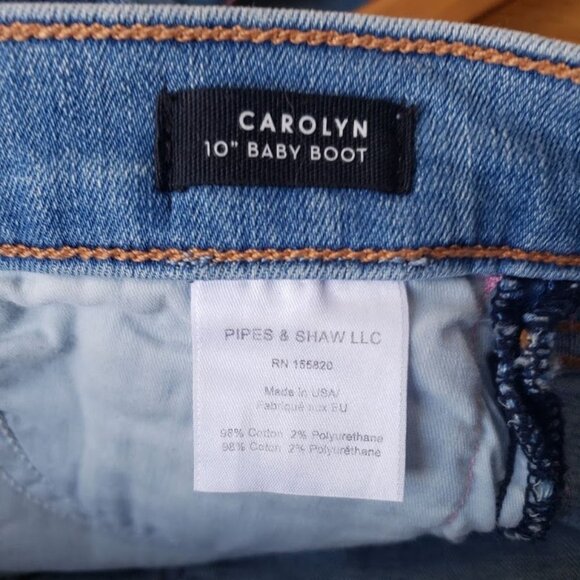 CAROLYN
10" BABY BOOT
PIPES & SHAW LLC
RN 155820
Made in USA/
Fabriqué aux EU
98% Cotton 2% Polyurethane
98% Coton 2% Polyuréthane